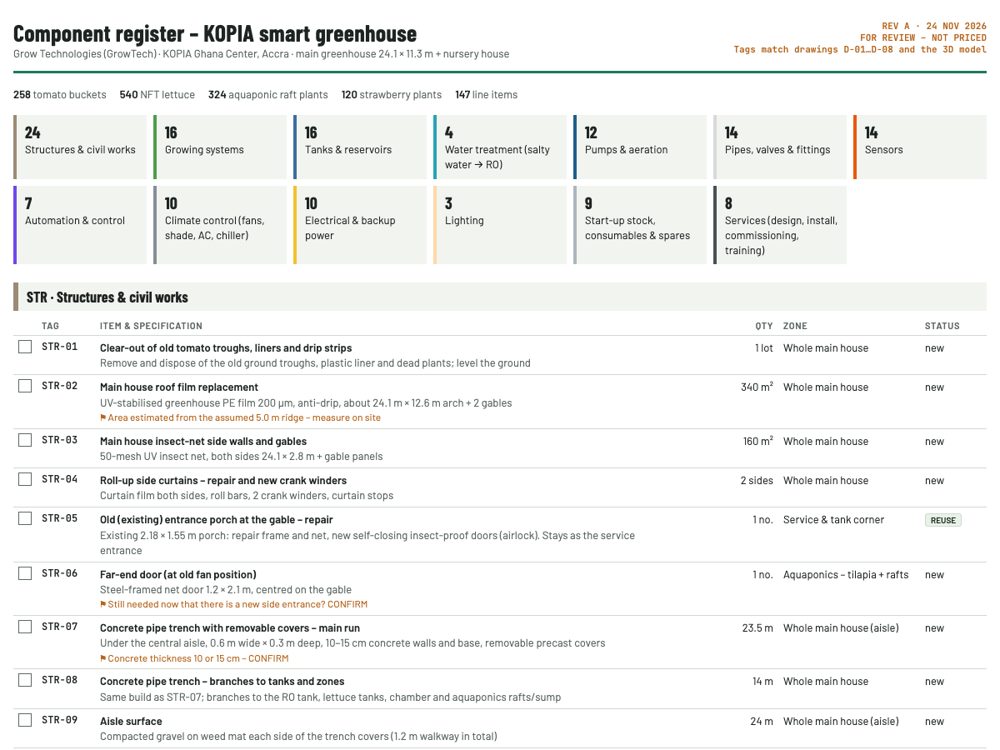 Component register – KOPIA smart greenhouse
Grow Technologies (GrowTech) · KOPIA Ghana Center, Accra · main greenhouse 24.1 × 11.3 m + nursery house
REV A · 24 NOV 2026
FOR REVIEW – NOT PRICED
Tags match drawings D-01…D-08 and the 3D model
258 tomato buckets 540 NFT lettuce 324 aquaponic raft plants 120 strawberry plants 147 line items
24
Structures & civil works
16
Growing systems
16
Tanks & reservoirs
4
Water treatment (salty
water → RO)
12
Pumps & aeration
14
Pipes, valves & fittings
14
Sensors
7
Automation & control
10
Climate control (fans,
shade, AC, chiller)
10
Electrical & backup
power
3
Lighting
9
Start-up stock,
consumables & spares
8
Services (design, install,
commissioning,
training)
STR · Structures & civil works
TAG ITEM & SPECIFICATION QTY ZONE STATUS
STR-01 Clear-out of old tomato troughs, liners and drip strips 1 lot Whole main house new
Remove and dispose of the old ground troughs, plastic liner and dead plants; level the ground
STR-02 Main house roof film replacement 340 m² Whole main house new
UV-stabilised greenhouse PE film 200 µm, anti-drip, about 24.1 m × 12.6 m arch + 2 gables
⚑ Area estimated from the assumed 5.0 m ridge – measure on site
STR-03 Main house insect-net side walls and gables 160 m² Whole main house new
50-mesh UV insect net, both sides 24.1 × 2.8 m + gable panels
STR-04 Roll-up side curtains – repair and new crank winders 2 sides Whole main house new
Curtain film both sides, roll bars, 2 crank winders, curtain stops
STR-05 Old (existing) entrance porch at the gable – repair 1 no. Service & tank corner REUSE
Existing 2.18 × 1.55 m porch: repair frame and net, new self-closing insect-proof doors (airlock). Stays as the service
entrance
STR-06 Far-end door (at old fan position) 1 no. Aquaponics – tilapia + rafts new
Steel-framed net door 1.2 × 2.1 m, centred on the gable
⚑ Still needed now that there is a new side entrance? CONFIRM
STR-07 Concrete pipe trench with removable covers – main run 23.5 m Whole main house (aisle) new
Under the central aisle, 0.6 m wide × 0.3 m deep, 10–15 cm concrete walls and base, removable precast covers
⚑ Concrete thickness 10 or 15 cm – CONFIRM
STR-08 Concrete pipe trench – branches to tanks and zones 14 m Whole main house new
Same build as STR-07; branches to the RO tank, lettuce tanks, chamber and aquaponics rafts/sump
STR-09 Aisle surface 24 m Whole main house (aisle) new
Compacted gravel on weed mat each side of the trench covers (1.2 m walkway in total)